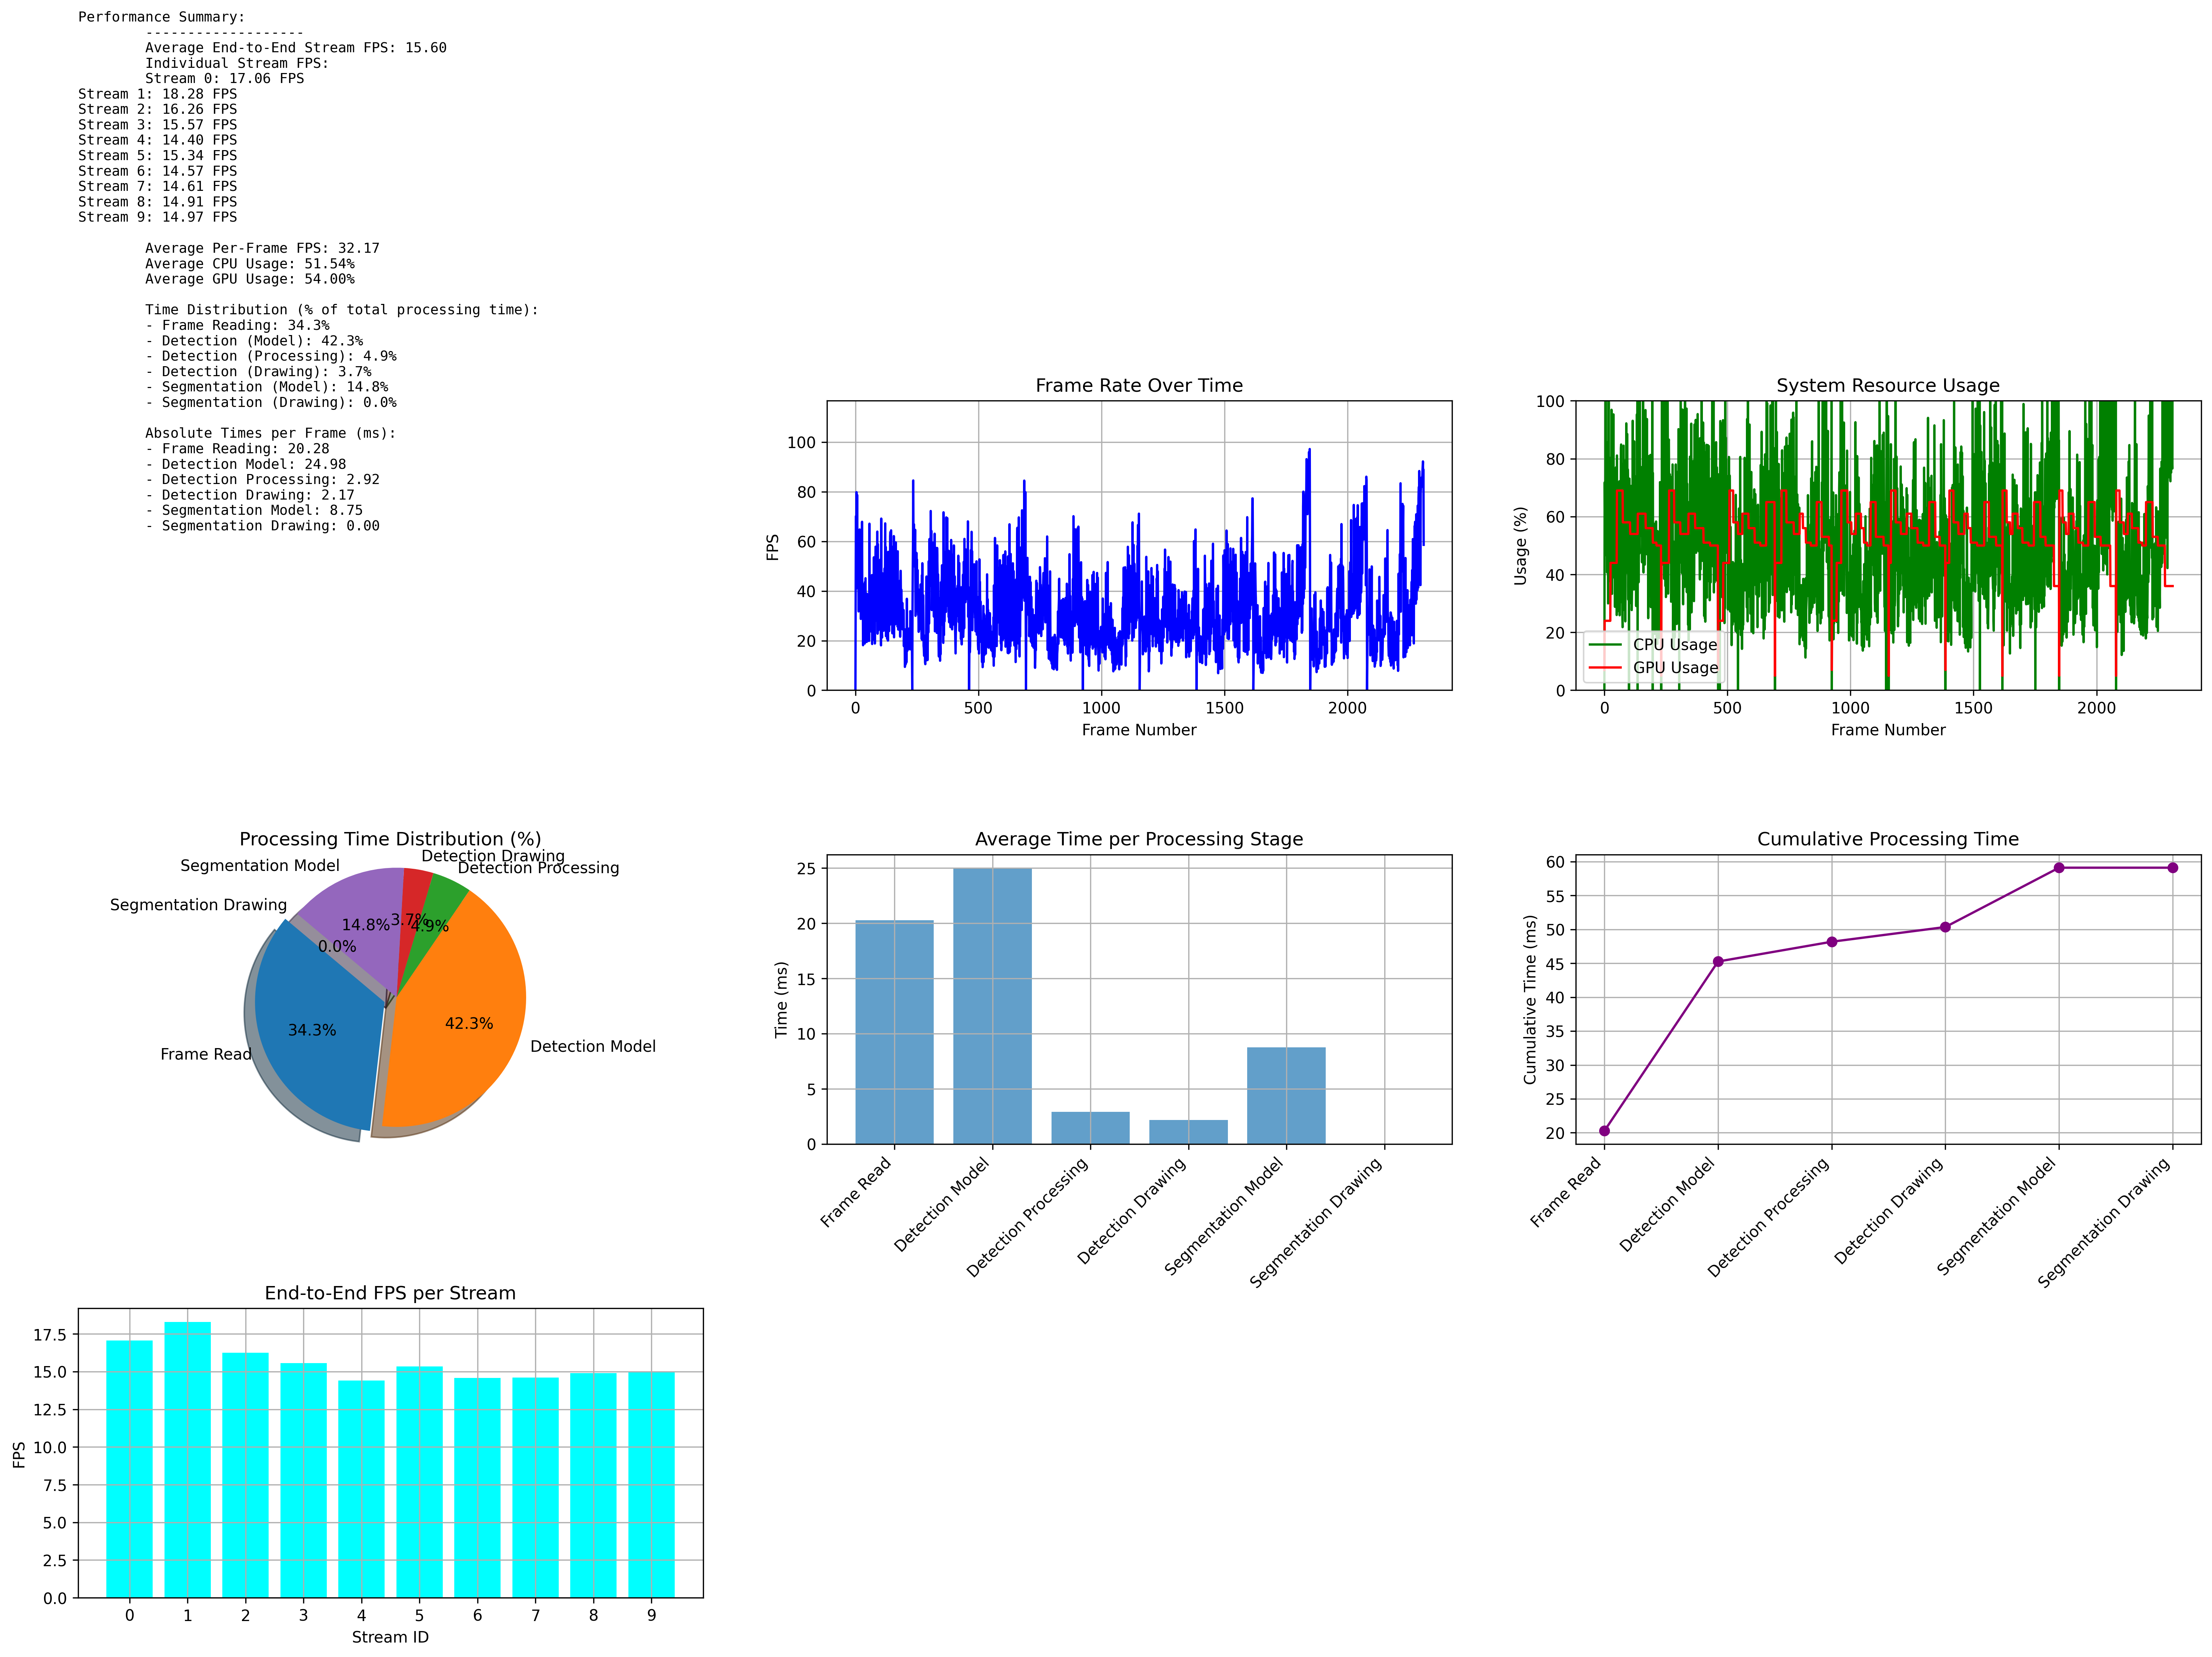 Performance Summary:
-------------------
Average End-to-End Stream FPS: 15.60
Individual Stream FPS:
Stream 0: 17.06 FPS
Stream 1: 18.28 FPS
Stream 2: 16.26 FPS
Stream 3: 15.57 FPS
Stream 4: 14.40 FPS
Stream 5: 15.34 FPS
Stream 6: 14.57 FPS
Stream 7: 14.61 FPS
Stream 8: 14.91 FPS
Stream 9: 14.97 FPS
Average Per-Frame FPS: 32.17
Average CPU Usage: 51.54%
Average GPU Usage: 54.00%
Time Distribution (% of total processing time):
- Frame Reading: 34.3%
- Detection (Model): 42.3%
- Detection (Processing): 4.9%
- Detection (Drawing): 3.7%
- Segmentation (Model): 14.8%
- Segmentation (Drawing): 0.0%
Absolute Times per Frame (ms):
- Frame Reading: 20.28
- Detection Model: 24.98
- Detection Processing: 2.92
- Detection Drawing: 2.17
- Segmentation Model: 8.75
- Segmentation Drawing: 0.00
Frame Rate Over Time
FPS
100
80
60
40
20
0
0 500 1000 1500 2000
Frame Number
System Resource Usage
Usage (%)
100
80
60
40
20
0
CPU Usage
GPU Usage
0 500 1000 1500 2000
Frame Number
Processing Time Distribution (%)
Detection Drawing
Segmentation Model
Detection Processing
Segmentation Drawing
14.8%
3.7%
4.9%
0.0%
34.3%
42.3%
Frame Read
Detection Model
Average Time per Processing Stage
Time (ms)
25
20
15
10
5
0
Frame Read
Detection Model
Detection Processing
Detection Drawing
Segmentation Model
Segmentation Drawing
Cumulative Processing Time
Cumulative Time (ms)
60
55
50
45
40
35
30
25
20
Frame Read
Detection Model
Detection Processing
Detection Drawing
Segmentation Model
Segmentation Drawing
End-to-End FPS per Stream
FPS
17.5
15.0
12.5
10.0
7.5
5.0
2.5
0.0
0 1 2 3 4 5 6 7 8 9
Stream ID